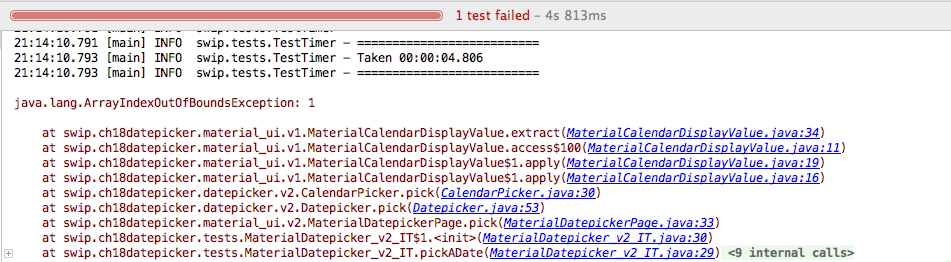 1 test failed – 4s 813ms
21:14:10.791 [main] INFO  swip.tests.TestTimer – ==========================
21:14:10.793 [main] INFO  swip.tests.TestTimer – Taken 00:00:04.806
21:14:10.793 [main] INFO  swip.tests.TestTimer – ==========================
java.lang.ArrayIndexOutOfBoundsException: 1
at swip.ch18datepicker.material_ui.v1.MaterialCalendarDisplayValue.extract(MaterialCalendarDisplayValue.java:34)
at swip.ch18datepicker.material_ui.v1.MaterialCalendarDisplayValue.access$100(MaterialCalendarDisplayValue.java:11)
at swip.ch18datepicker.material_ui.v1.MaterialCalendarDisplayValue$1.apply(MaterialCalendarDisplayValue.java:19)
at swip.ch18datepicker.material_ui.v1.MaterialCalendarDisplayValue$1.apply(MaterialCalendarDisplayValue.java:16)
at swip.ch18datepicker.datepicker.v2.CalendarPicker.pick(CalendarPicker.java:30)
at swip.ch18datepicker.datepicker.v2.Datepicker.pick(Datepicker.java:53)
at swip.ch18datepicker.material_ui.v2.MaterialDatepickerPage.pick(MaterialDatepickerPage.java:33)
at swip.ch18datepicker.tests.MaterialDatepicker_v2_IT$1.<init>(MaterialDatepicker_v2_IT.java:30)
at swip.ch18datepicker.tests.MaterialDatepicker_v2_IT.pickADate(MaterialDatepicker_v2_IT.java:29) <9 internal calls>